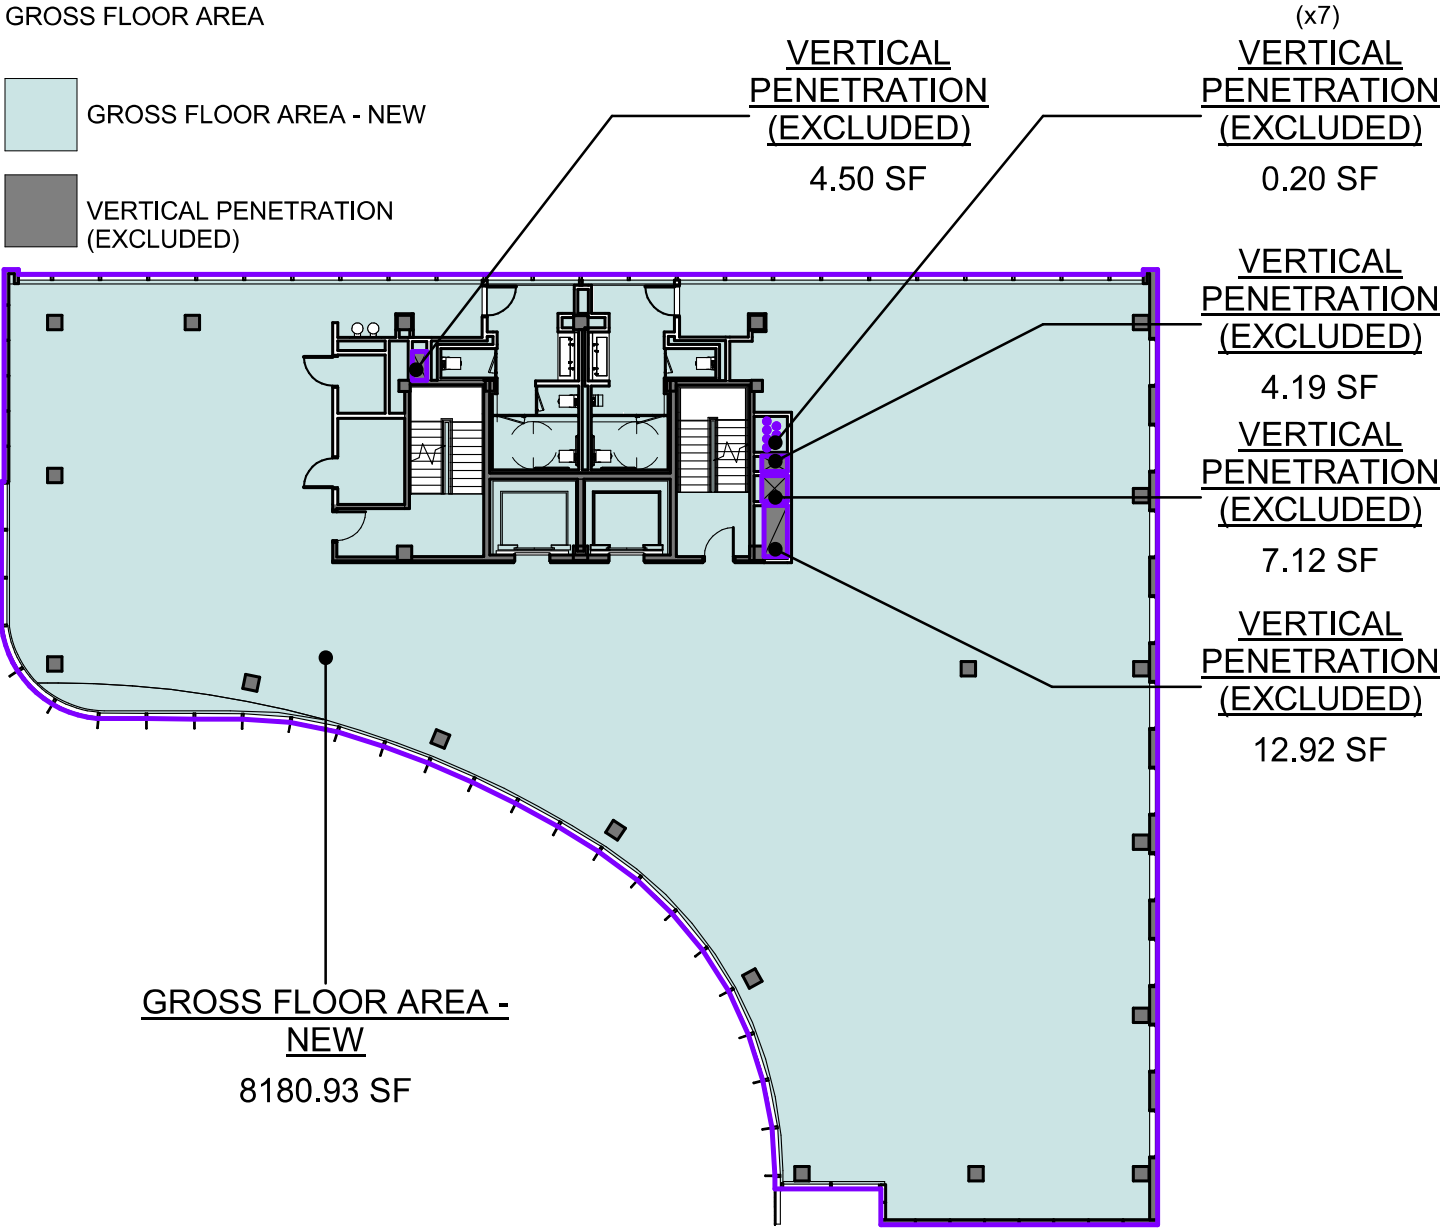 GROSS FLOOR AREA
GROSS FLOOR AREA - NEW
VERTICAL PENETRATION
(EXCLUDED)
VERTICAL
PENETRATION
(EXCLUDED)
4.50 SF
(x7)
VERTICAL
PENETRATION
(EXCLUDED)
0.20 SF
VERTICAL
PENETRATION
(EXCLUDED)
4.19 SF
VERTICAL
PENETRATION
(EXCLUDED)
7.12 SF
VERTICAL
PENETRATION
(EXCLUDED)
12.92 SF
GROSS FLOOR AREA -
NEW
8180.93 SF